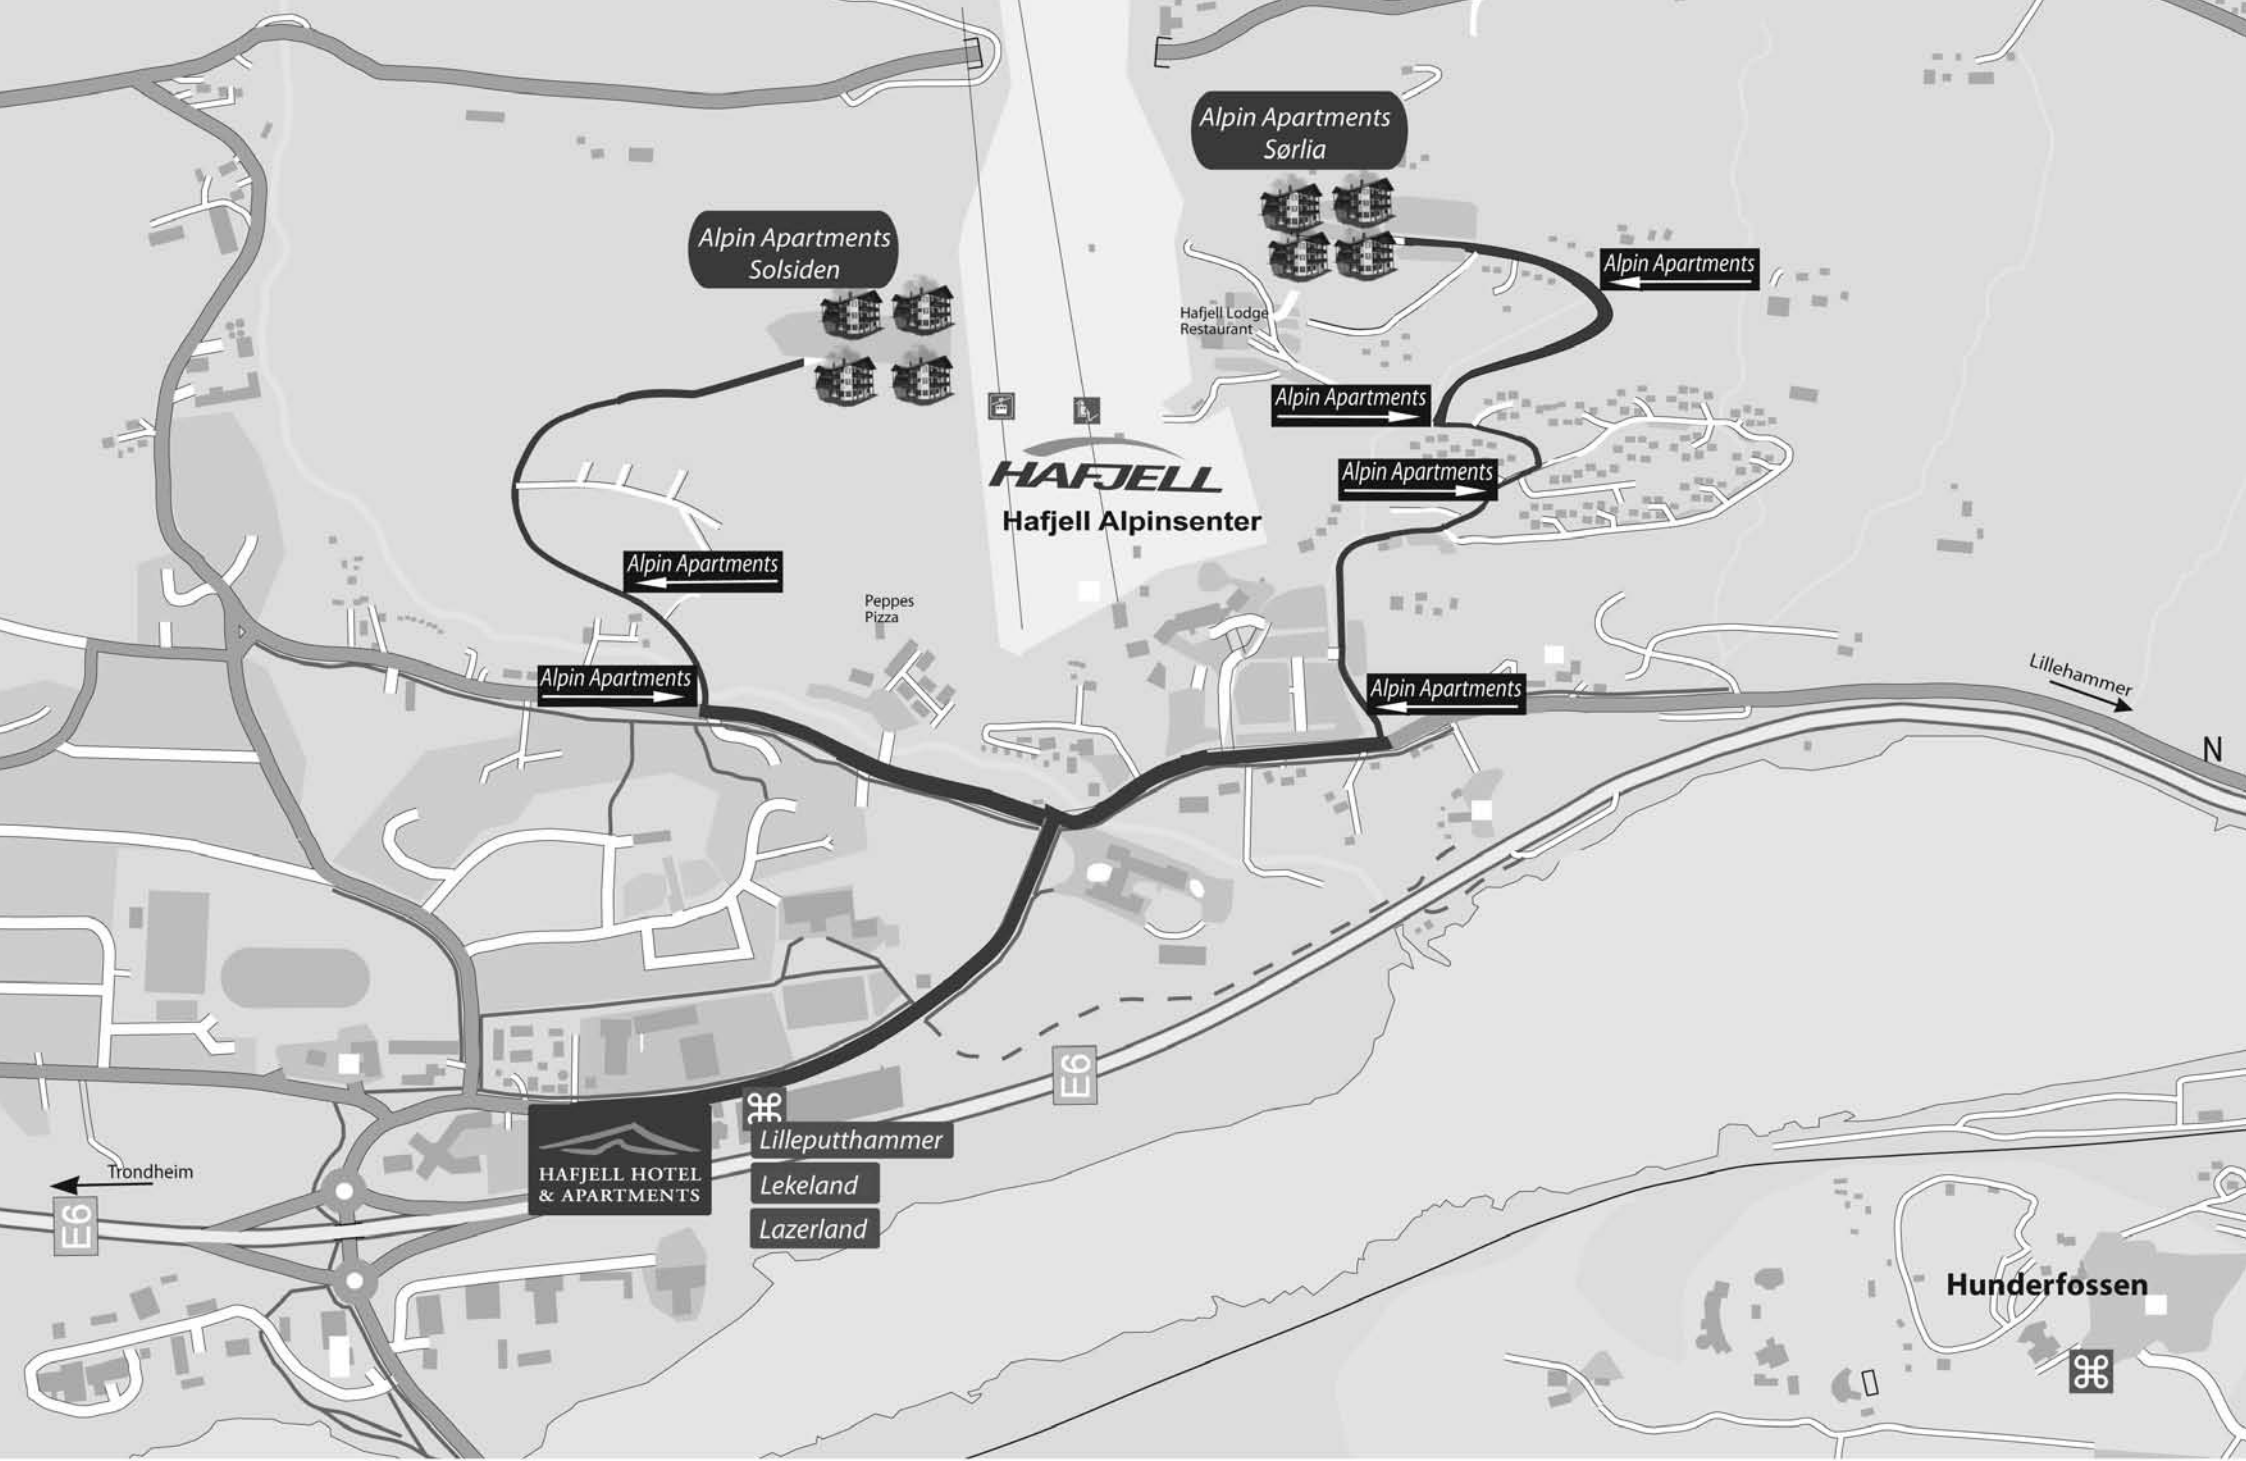 Alpin Apartments
Sørlia
Alpin Apartments
Solsiden
Alpin Apartments
Hafjell Lodge
Restaurant
Alpin Apartments
HAFJELL
Hafjell Alpinsenter
Alpin Apartments
Alpin Apartments
Peppes
Pizza
Alpin Apartments
Alpin Apartments
Lillehammer
N
E6
Lilleputthammer
Lekeland
Lazerland
HAFJELL HOTEL
& APARTMENTS
Trondheim
E6
Hunderfossen